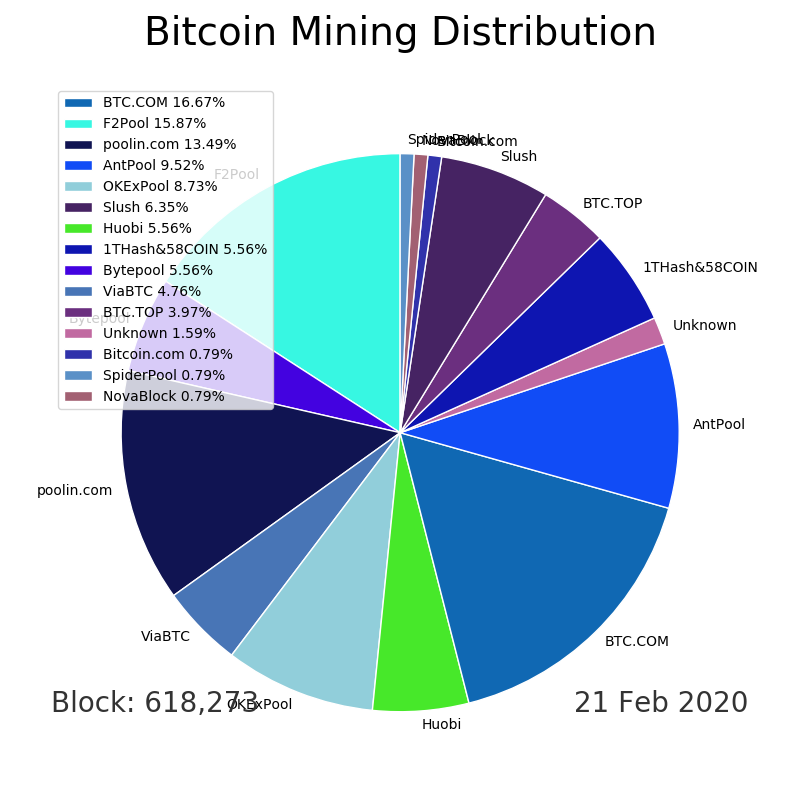 Bitcoin Mining Distribution
BTC.COM 16.67%
F2Pool 15.87%
poolin.com 13.49%
AntPool 9.52%
OKExPool 8.73%
Slush 6.35%
Huobi 5.56%
1THash&58COIN 5.56%
Bytepool 5.56%
ViaBTC 4.76%
BTC.TOP 3.97%
Unknown 1.59%
Bitcoin.com 0.79%
SpiderPool 0.79%
NovaBlock 0.79%
SpiderPool
NovaBlock
Bitcoin.com
Slush
BTC.TOP
1THash&58COIN
Unknown
AntPool
BTC.COM
Huobi
OKExPool
ViaBTC
poolin.com
Bytepool
F2Pool
Block: 618,273
21 Feb 2020